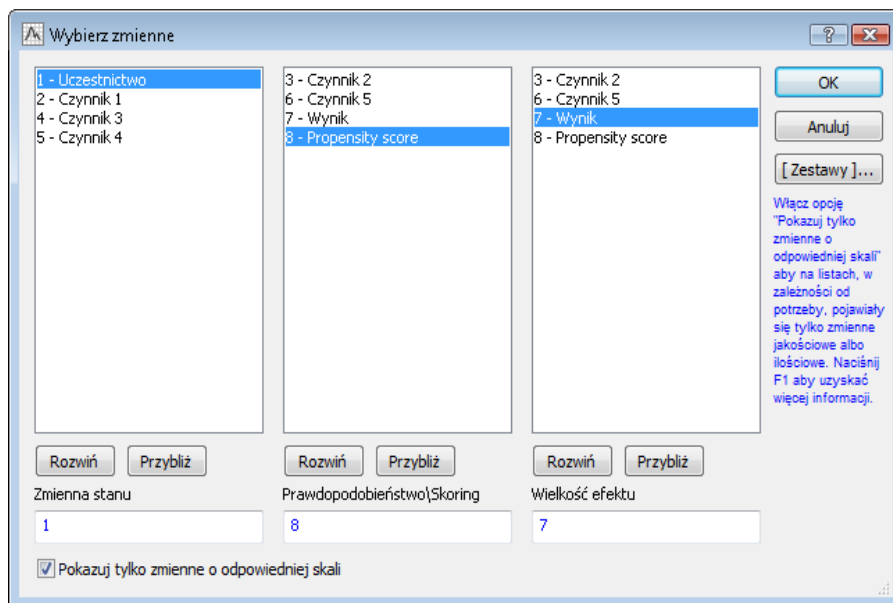 Wybierz zmienne
1 - Uczestnictwo
2 - Czynnik 1
4 - Czynnik 3
5 - Czynnik 4
3 - Czynnik 2
6 - Czynnik 5
7 - Wynik
8 - Propensity score
3 - Czynnik 2
6 - Czynnik 5
7 - Wynik
8 - Propensity score
OK
Anuluj
[ Zestawy ]...
Włącz opcję
"Pokazuj tylko
zmienne o
odpowiedniej skali"
aby na listach, w
zależności od
potrzeby, pojawiały
się tylko zmienne
jakościowe albo
ilościowe. Naciśnij
F1 aby uzyskać
więcej informacji.
Rozwiń
Przybliż
Rozwiń
Przybliż
Rozwiń
Przybliż
Zmienna stanu
Prawdopodobieństwo\Skoring
Wielkość efektu
1
8
7
Pokazuj tylko zmienne o odpowiedniej skali